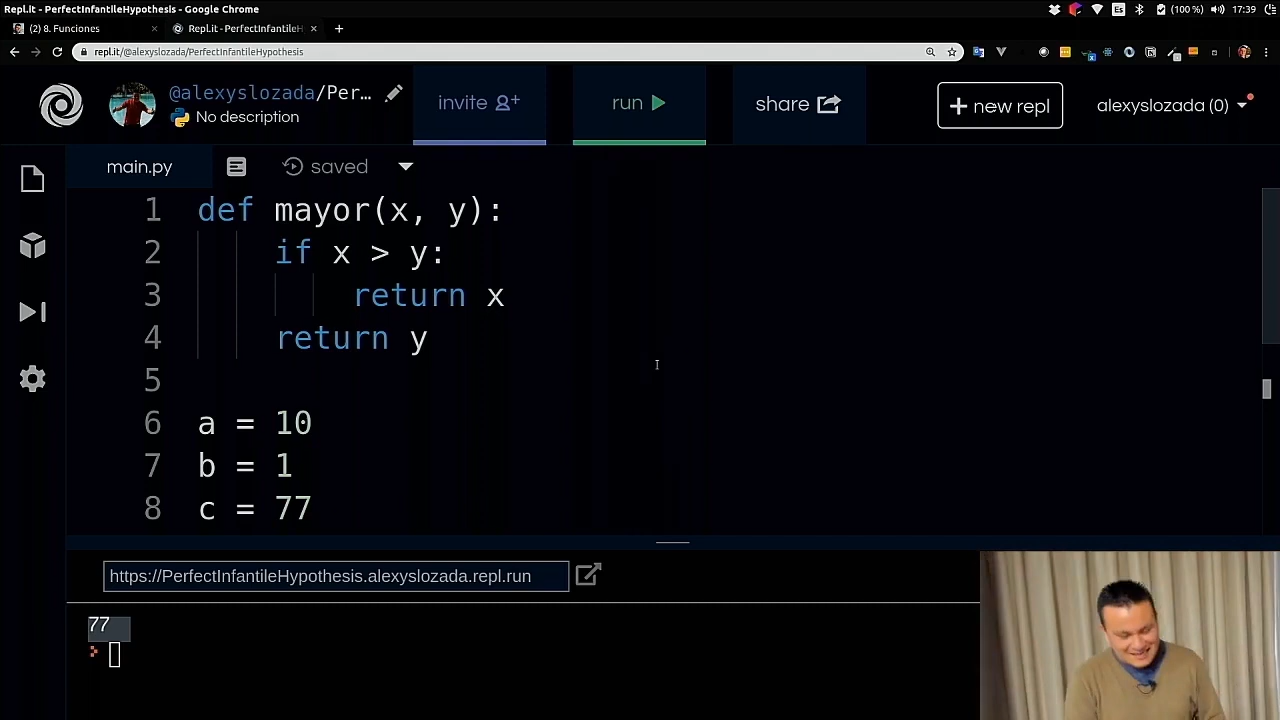 Repl.it - PerfectInfantileHypothesis - Google Chrome
Es
(100 %)
17:39
(2) 8. Funciones
Repl.it - PerfectInfantileH
repl.it/@alexyslozada/PerfectInfantileHypothesis
@alexyslozada/Per...
No description
invite
run
share
+ new repl
alexyslozada (0)
main.py
saved
1 def mayor(x, y):
2 if x > y:
3 return x
4 return y
5
6 a = 10
7 b = 1
8 c = 77
https://PerfectInfantileHypothesis.alexyslozada.repl.run
77